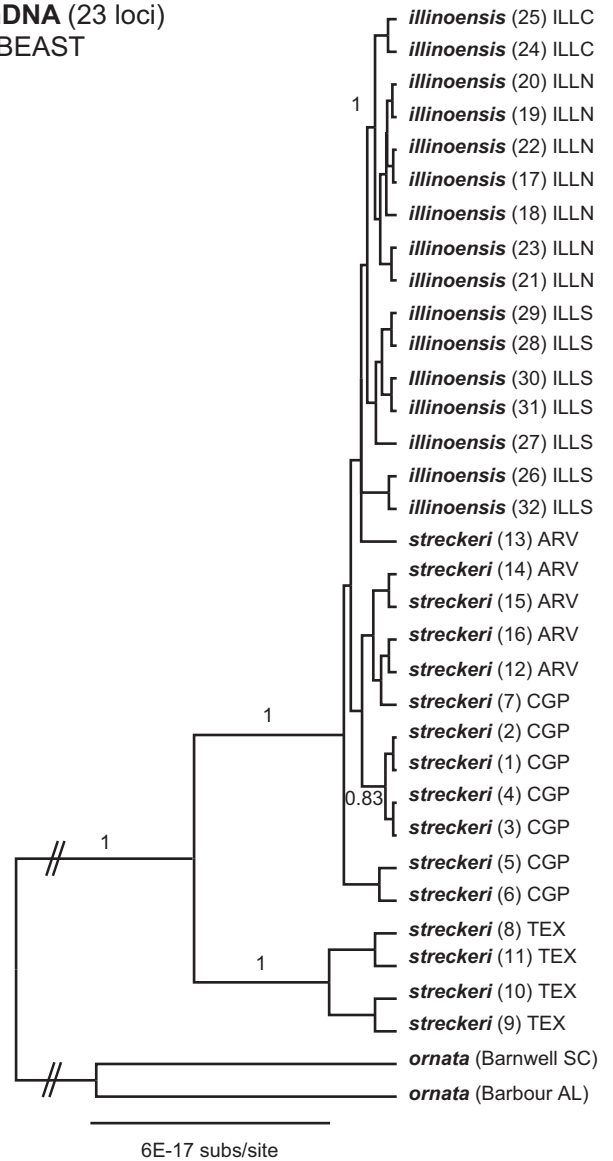 DNA (23 loci)
BEAST
illinoensis (25) ILLC
illinoensis (24) ILLC
illinoensis (20) ILLN
1
illinoensis (19) ILLN
illinoensis (22) ILLN
illinoensis (17) ILLN
illinoensis (18) ILLN
illinoensis (23) ILLN
illinoensis (21) ILLN
illinoensis (29) ILLS
illinoensis (28) ILLS
Illinoensis (30) ILLS
illinoensis (31) ILLS
illinoensis (27) ILLS
illinoensis (26) ILLS
illinoensis (32) ILLS
streckeri (13) ARV
streckeri (14) ARV
streckeri (15) ARV
streckeri (16) ARV
streckeri (12) ARV
streckeri (7) CGP
1
streckeri (2) CGP
streckeri (1) CGP
streckeri (4) CGP
0.83
streckeri (3) CGP
1
streckeri (5) CGP
streckeri (6) CGP
streckeri (8) TEX
streckeri (11) TEX
1
streckeri (10) TEX
streckeri (9) TEX
ornata (Barnwell SC)
ornata (Barbour AL)
6E-17 subs/site